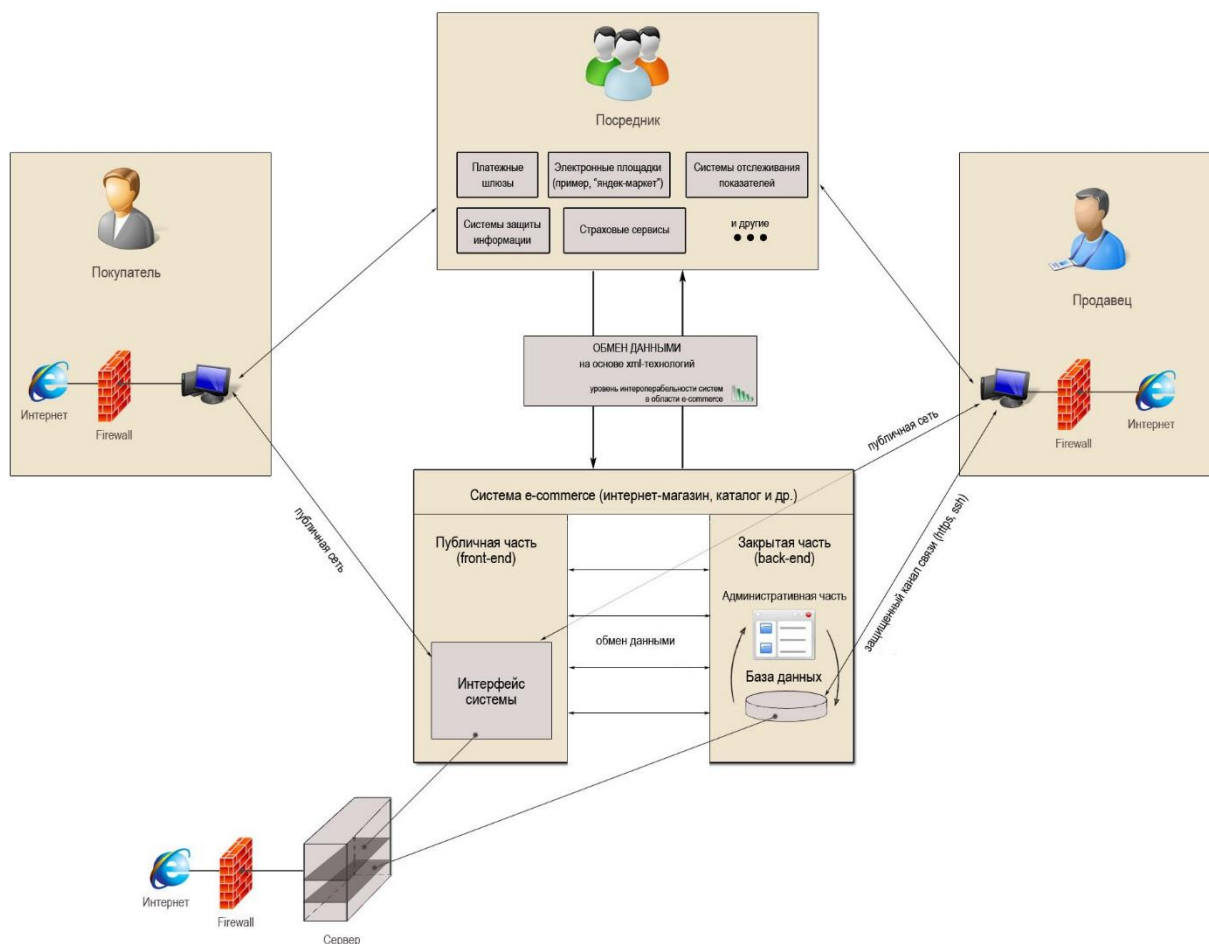 Посредник
Платежные
шлюзы
Электронные площадки
(пример, “яндек-маркет”)
Системы отслеживания
показателей
Системы защиты
информации
Страховые сервисы
и другие
Покупатель
Интернет
Firewall
Продавец
Firewall
Интернет
ОБМЕН ДАННЫМИ
на основе xml-технологий
уровень интероперабельности систем
в области e-commerce
публичная сеть
публичная сеть
защищенный канал связи (https, ssh)
Система e-commerce (интернет-магазин, каталог и др.)
Публичная часть
(front-end)
Закрытая часть
(back-end)
Административная часть
обмен данными
База данных
Интерфейс
системы
Интернет
Firewall
Сервер